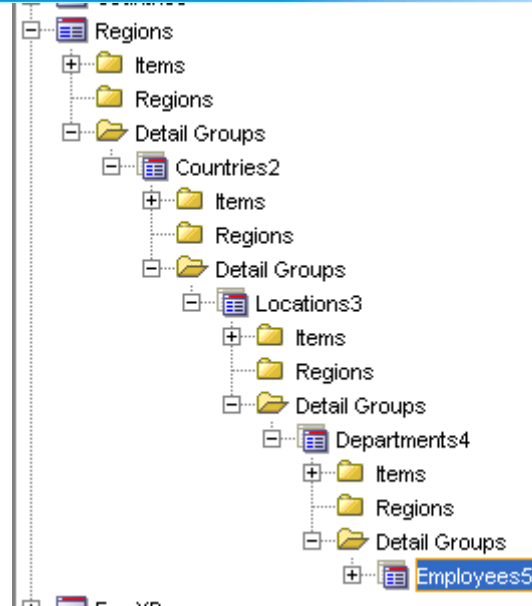 Regions
Items
Regions
Detail Groups
Countries2
Items
Regions
Detail Groups
Locations3
Items
Regions
Detail Groups
Departments4
Items
Regions
Detail Groups
Employees5